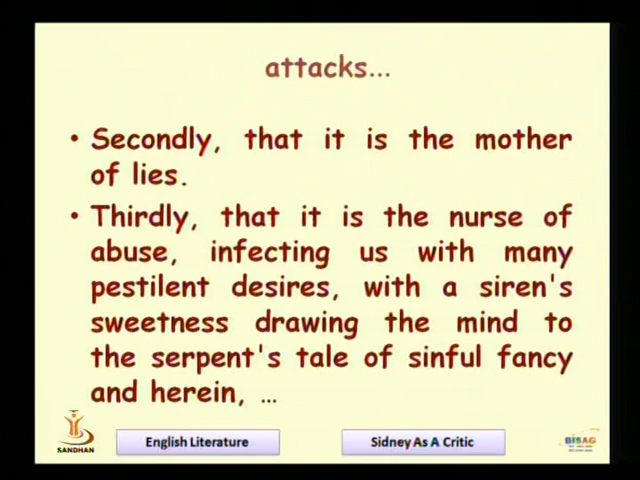 attacks...
• Secondly, that it is the mother
of lies.
• Thirdly, that it is the nurse of
abuse, infecting us with many
pestilent desires, with a siren's
sweetness drawing the mind to
the serpent's tale of sinful fancy
and herein, …
SANDHAN
English Literature
Sidney As A Critic
BISAG